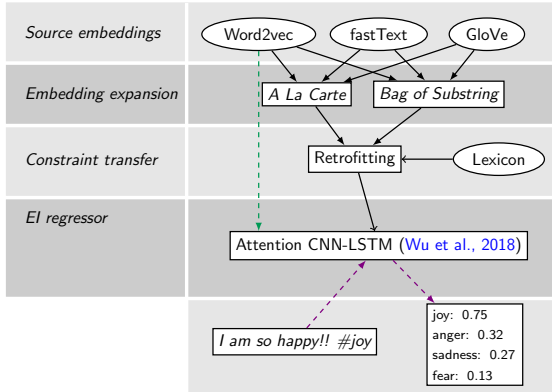 Source embeddings
Word2vec
fastText
GloVe
Embedding expansion
A La Carte
Bag of Substring
Constraint transfer
Retrofitting
Lexicon
EI regressor
Attention CNN-LSTM (Wu et al., 2018)
I am so happy!! #joy
joy: 0.75
anger: 0.32
sadness: 0.27
fear: 0.13